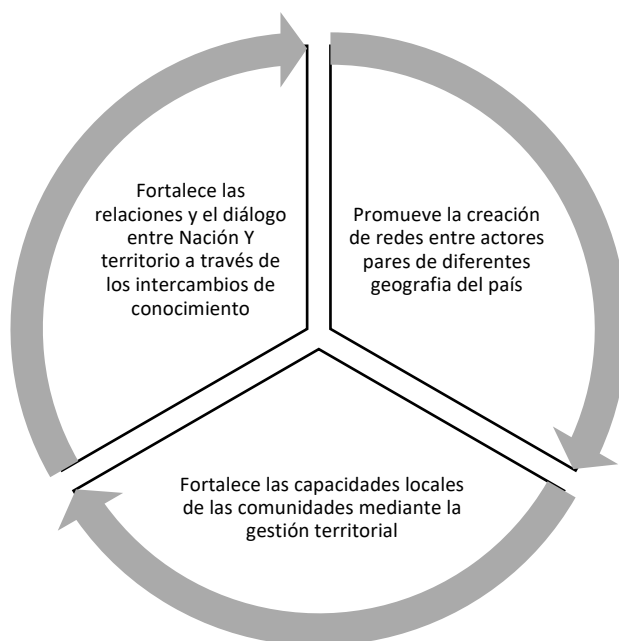 Fortalece las
relaciones y el diálogo
entre Nación Y
territorio a través de
los intercambios de
conocimiento
Promueve la creación
de redes entre actores
pares de diferentes
geografia del país
Fortalece las capacidades locales
de las comunidades mediante la
gestión territorial